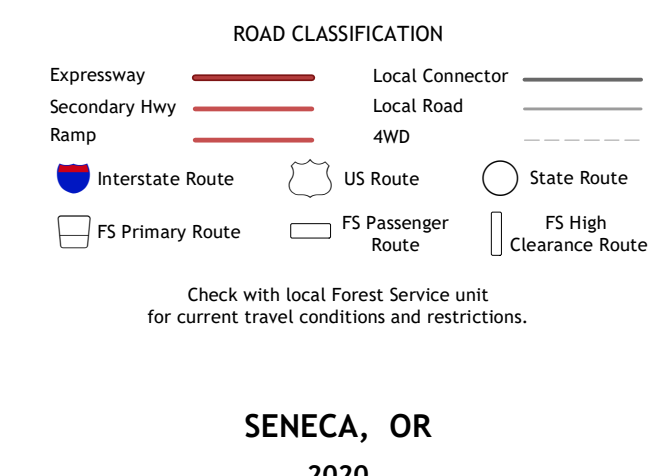 ROAD CLASSIFICATION
Expressway
Local Connector
Secondary Hwy
Local Road
Ramp
4WD
Interstate Route
US Route
State Route
FS Primary Route
FS Passenger
Route
FS High
Clearance Route
Check with local Forest Service unit
for current travel conditions and restrictions.
SENECA, OR
2020